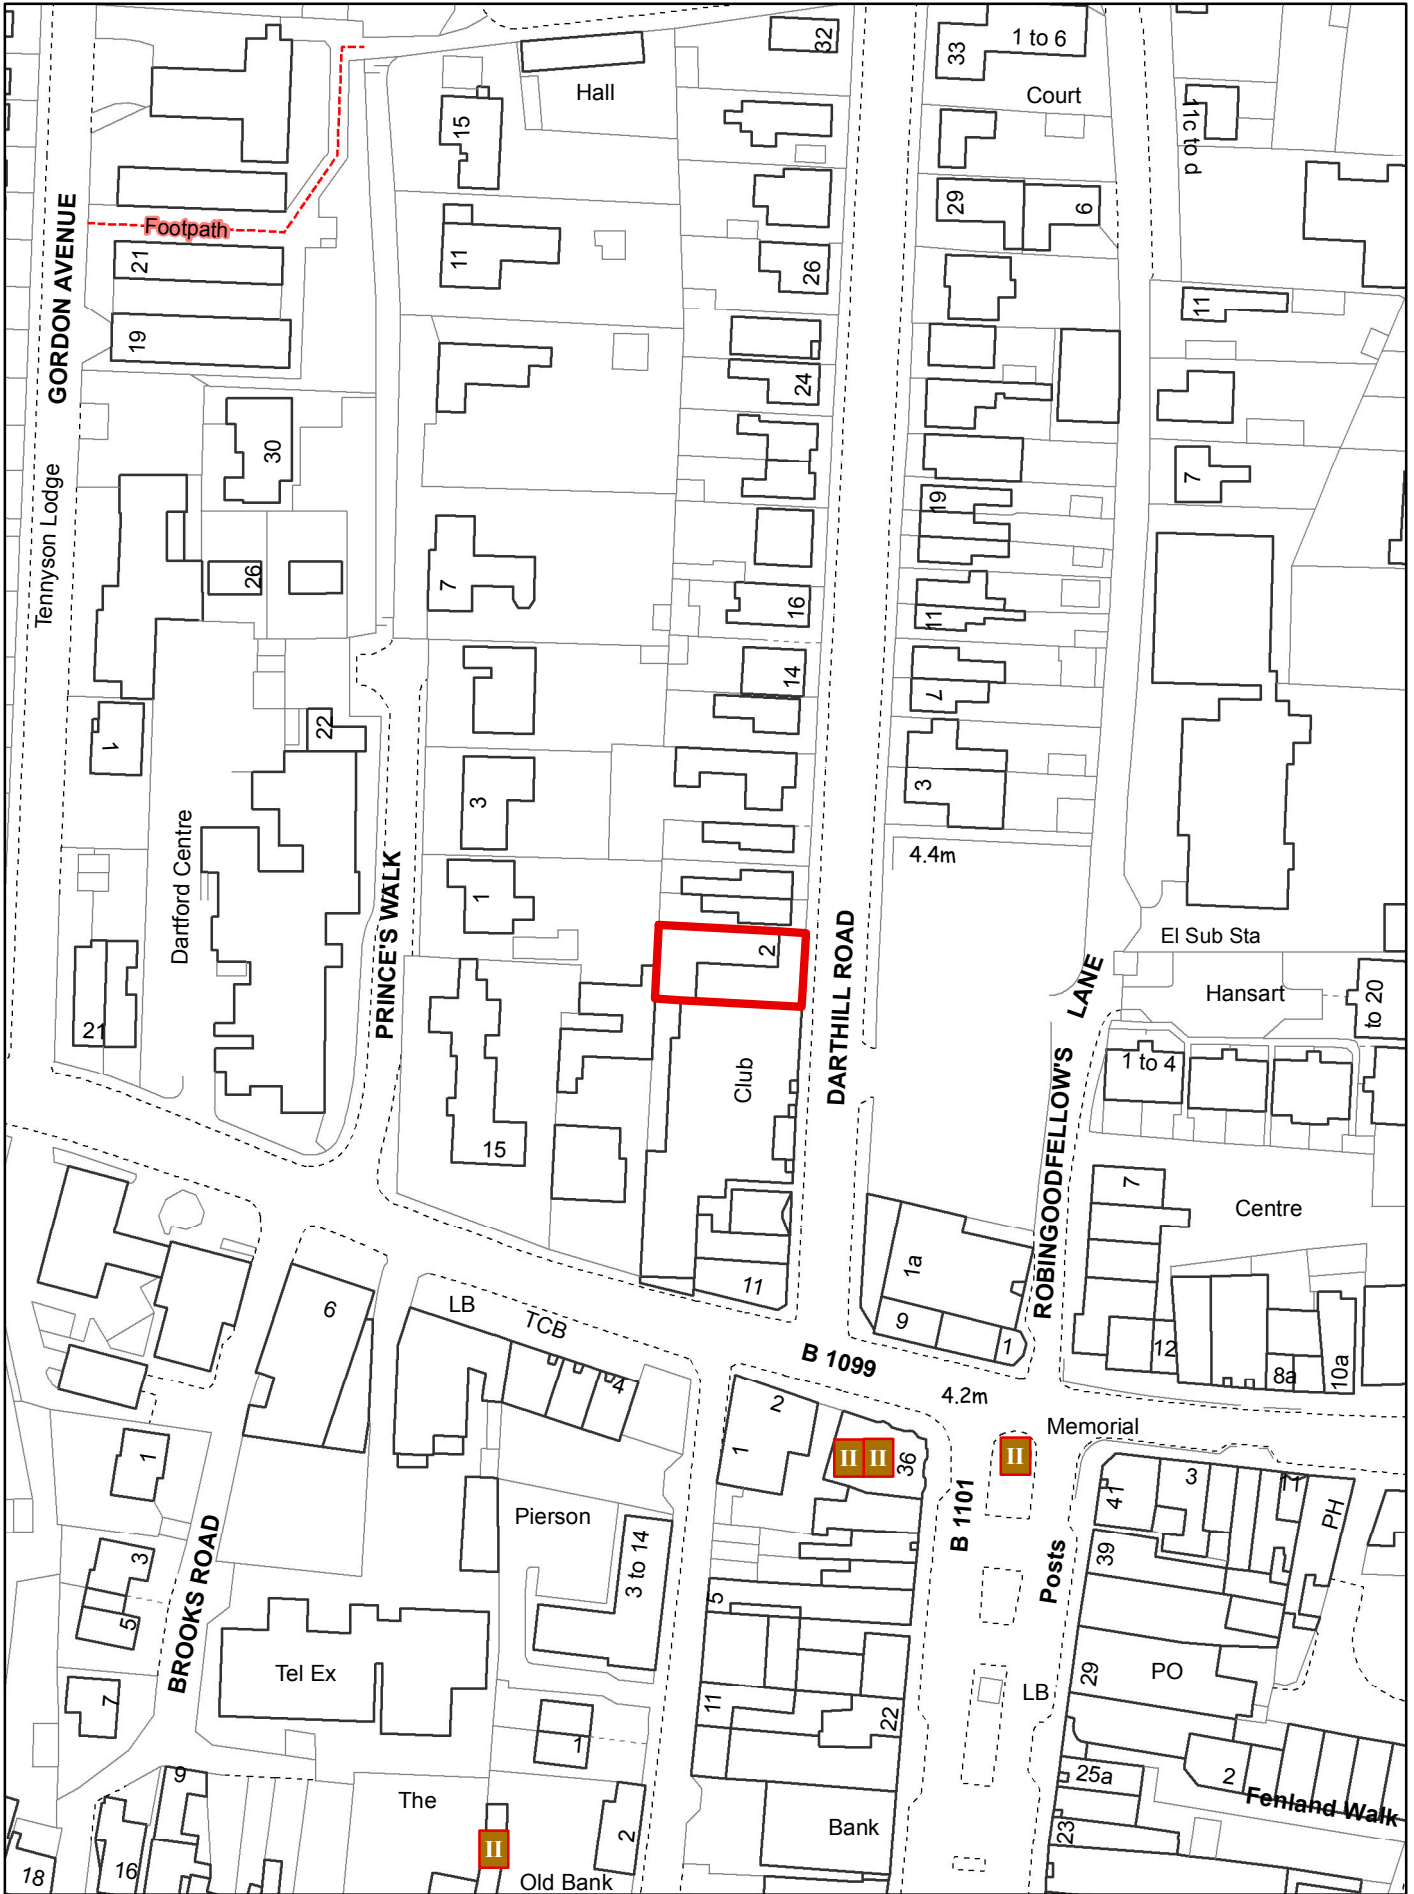 32
33
1 to 6
Hall
Court
15
11c to d
29
6
GORDON AVENUE
Footpath
21
11
26
11
19
24
30
Tennyson Lodge
7
19
26
7
16
11
14
7
1
22
3
3
4.4m
Dartford Centre
PRINCE'S WALK
1
2
DARTHILL ROAD
El Sub Sta
LANE
Hansart
to 20
21
Club
1 to 4
15
ROBINGOODFELLOW'S
7
Centre
1a
11
6
LB
TCB
9
1
12
8a
10a
B 1099
4
4.2m
2
Memorial
1
1
II
II
36
II
B 1101
41
3
11
PH
Pierson
3 to 14
Posts
39
3
5
BROOKS ROAD
5
Tel Ex
PO
29
7
11
22
LB
1
9
The
25a
2
Fenland Walk
Bank
23
II
2
18
16
Old Bank